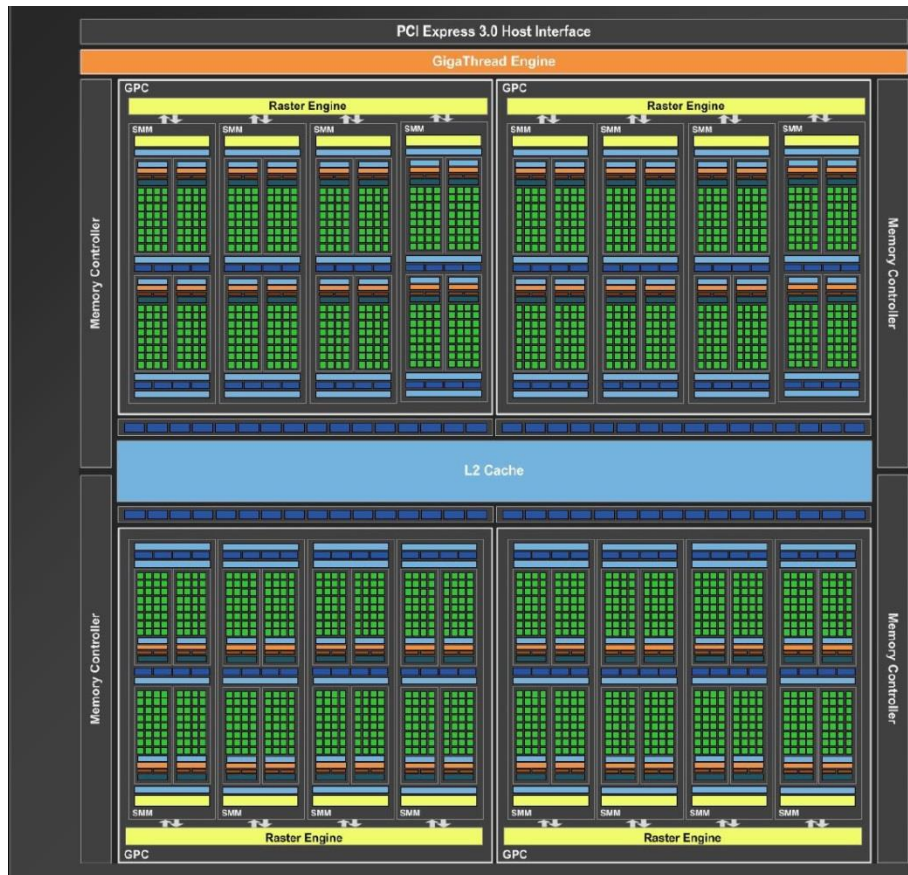 PCI Express 3.0 Host Interface
GigaThread Engine
GPC
GPC
Raster Engine
Raster Engine
SMM
SMM
SMM
SMM
SMM
SMM
SMM
SMM
Memory Controller
Memory Controller
L2 Cache
Memory Controller
Memory Controller
SMM
SMM
SMM
SMM
SMM
SMM
SMM
SMM
Raster Engine
Raster Engine
GPC
GPC